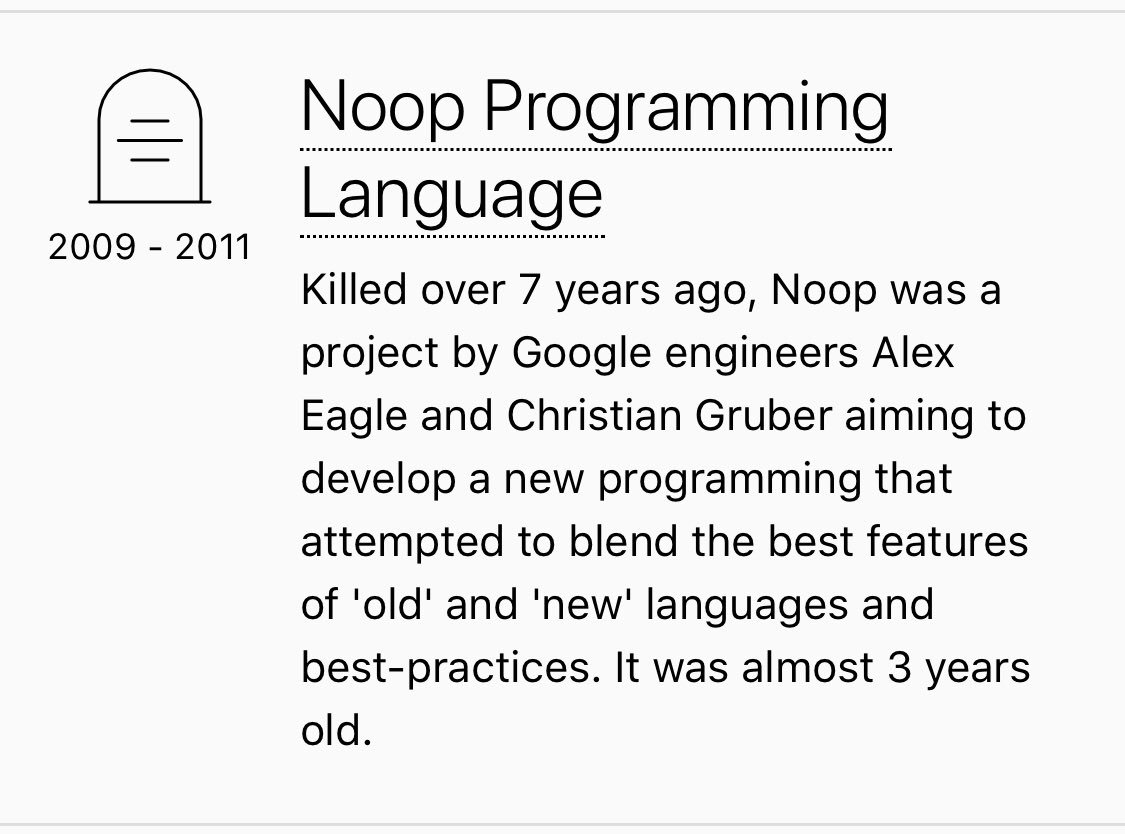 Noop Programming
Language
2009 - 2011
Killed over 7 years ago, Noop was a
project by Google engineers Alex
Eagle and Christian Gruber aiming to
develop a new programming that
attempted to blend the best features
of 'old' and 'new' languages and
best-practices. It was almost 3 years
old.